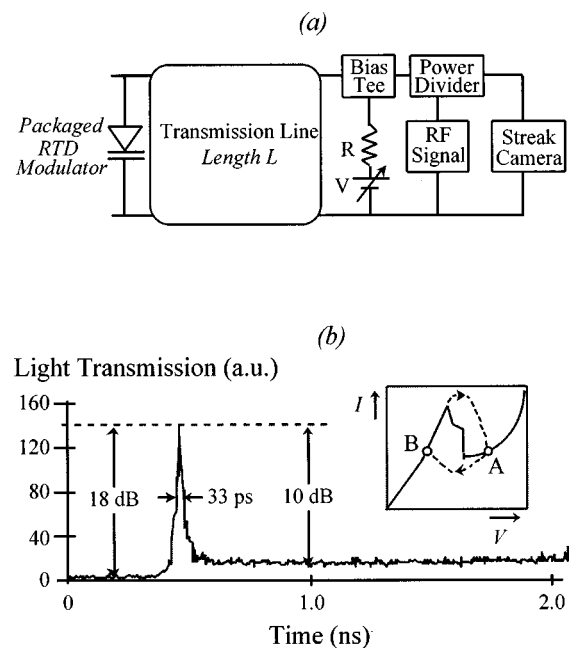 (a)
Bias
Tee
Power
Divider
Packaged
RTD
Modulator
Transmission Line
Length L
R
V
RF
Signal
Streak
Camera
(b)
Light Transmission (a.u.)
160
120
80
40
0
18 dB
33 ps
10 dB
I
B
A
V
0
1.0
2.0
Time (ns)